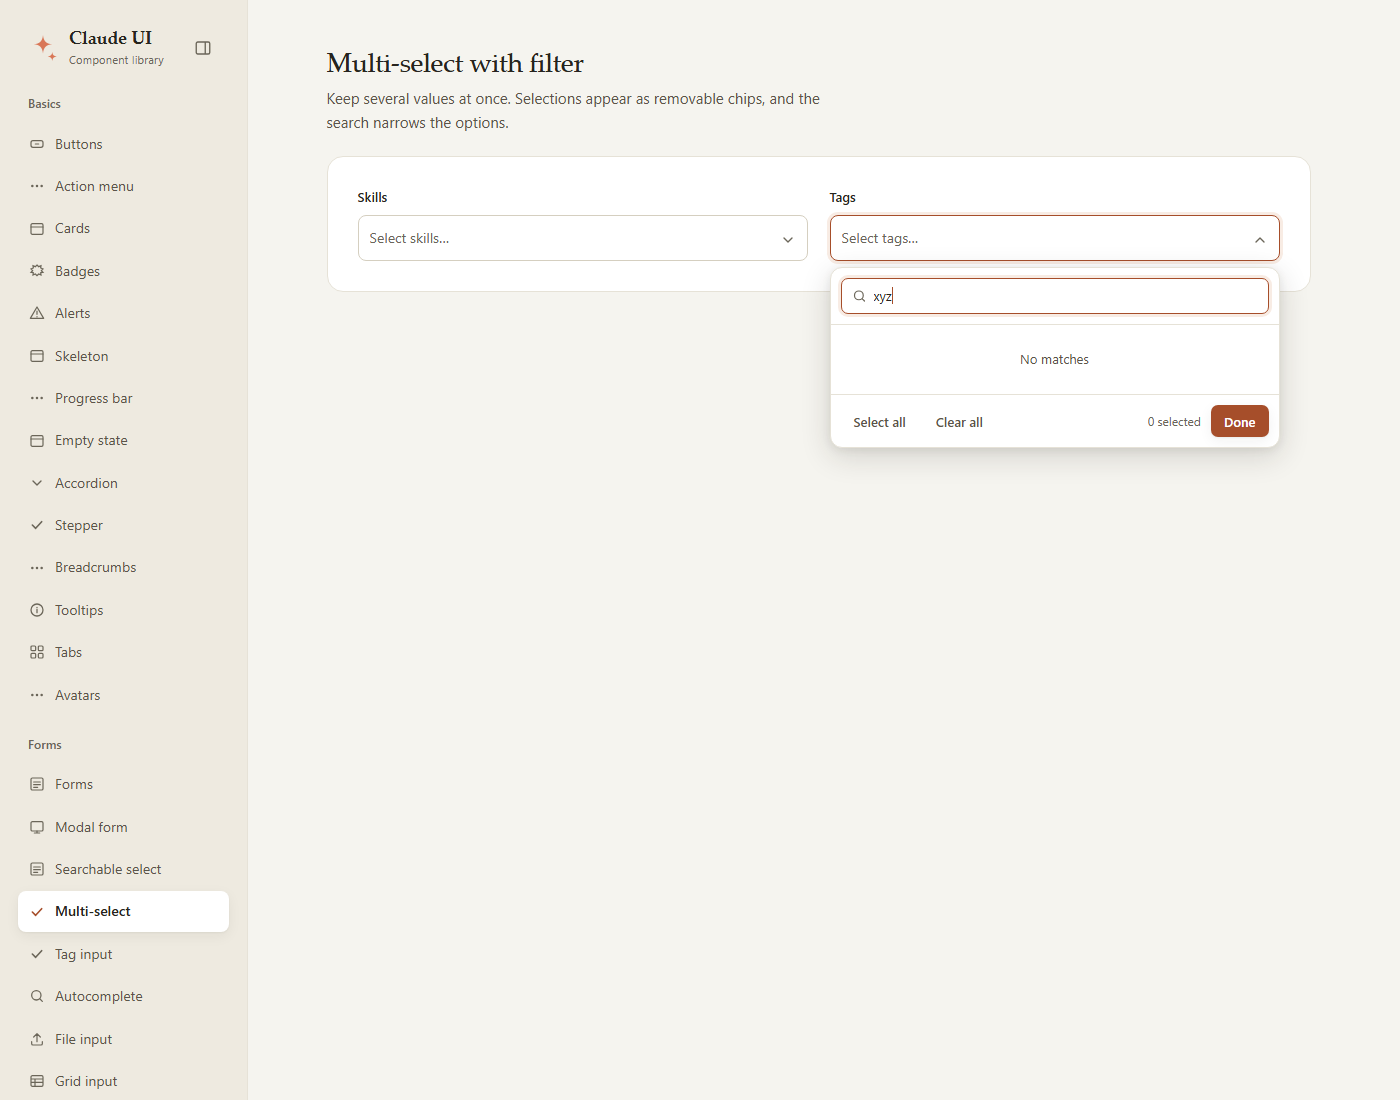 Claude UI
Component library
Basics
Buttons
Action menu
Cards
Badges
Alerts
Skeleton
Progress bar
Empty state
Accordion
Stepper
Breadcrumbs
Tooltips
Tabs
Avatars
Forms
Forms
Modal form
Searchable select
Multi-select
Tag input
Autocomplete
File input
Grid input
Multi-select with filter
Keep several values at once. Selections appear as removable chips, and the
search narrows the options.
Skills
Select skills...
Tags
Select tags...
xyz
No matches
Select all
Clear all
0 selected
Done